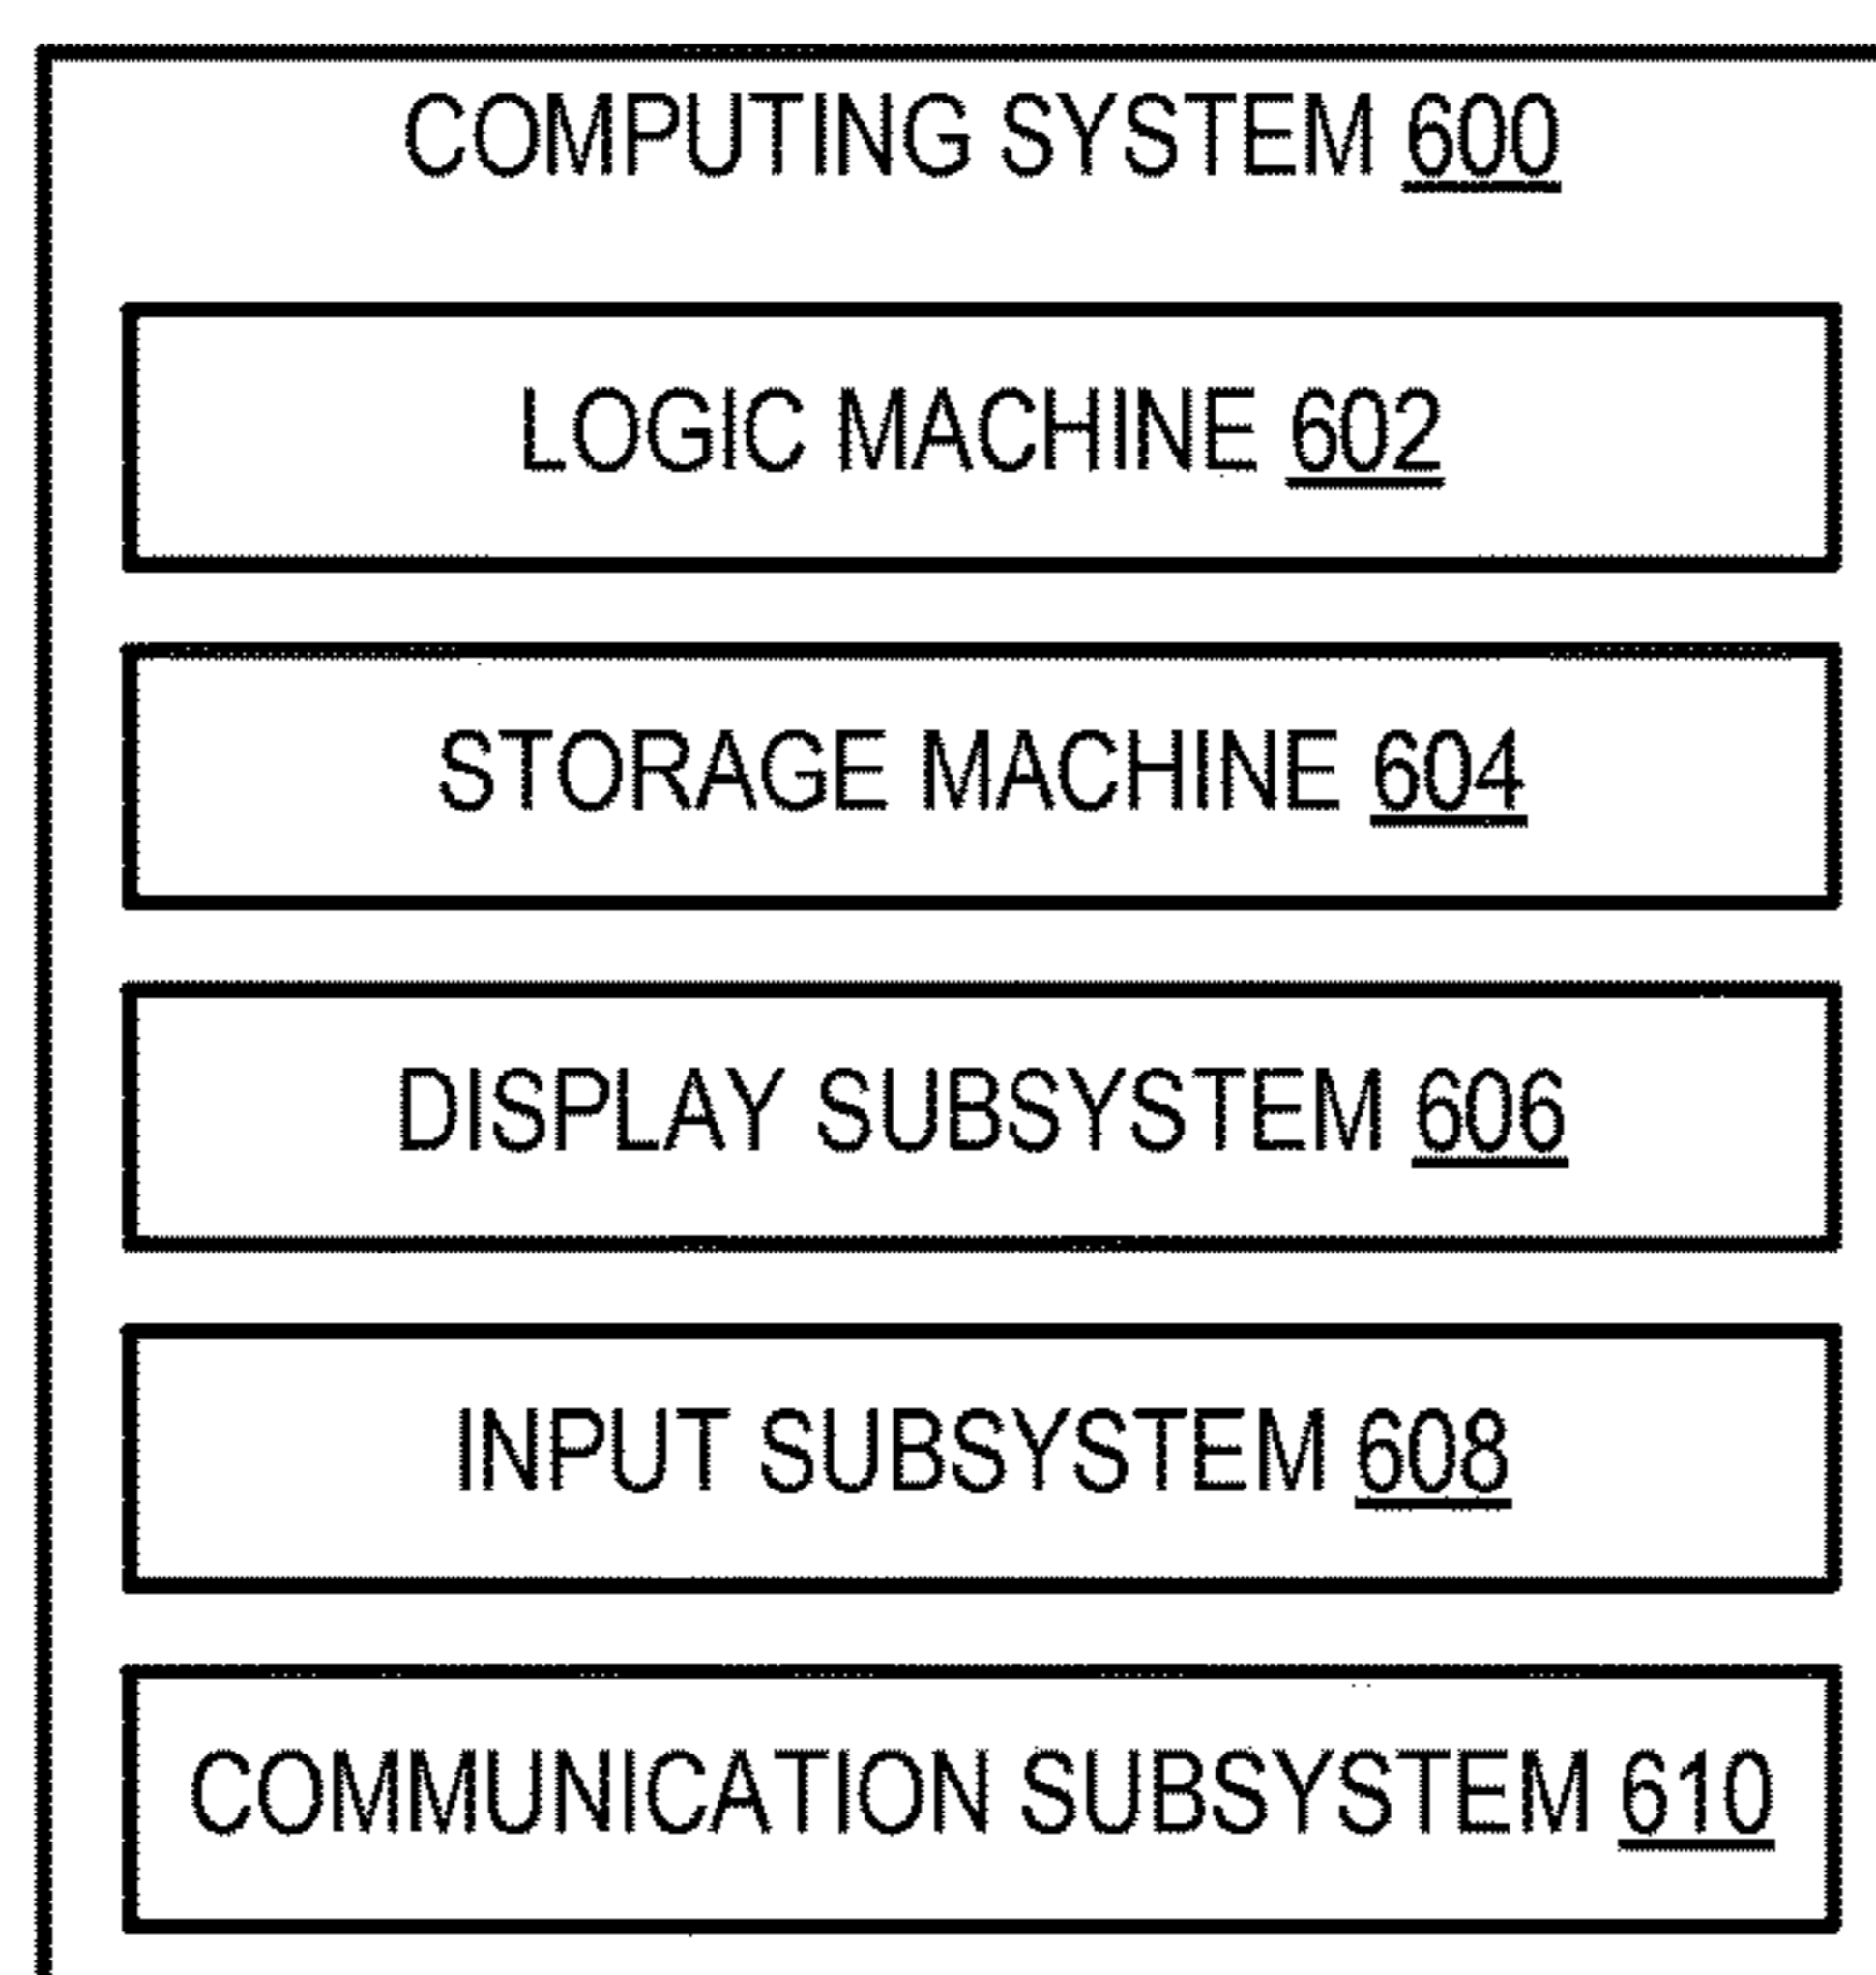 COMPUTING SYSTEM 600
LOGIC MACHINE 602
STORAGE MACHINE 604
DISPLAY SUBSYSTEM 606
INPUT SUBSYSTEM 608
COMMUNICATION SUBSYSTEM 610